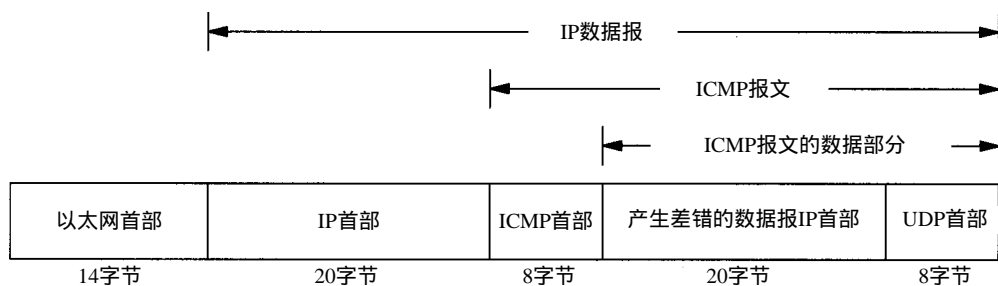 IP数据报
ICMP报文
ICMP报文的数据部分
以太网首部 IP首部 ICMP首部 产生差错的数据报IP首部 UDP首部
14字节 20字节 8字节 20字节 8字节